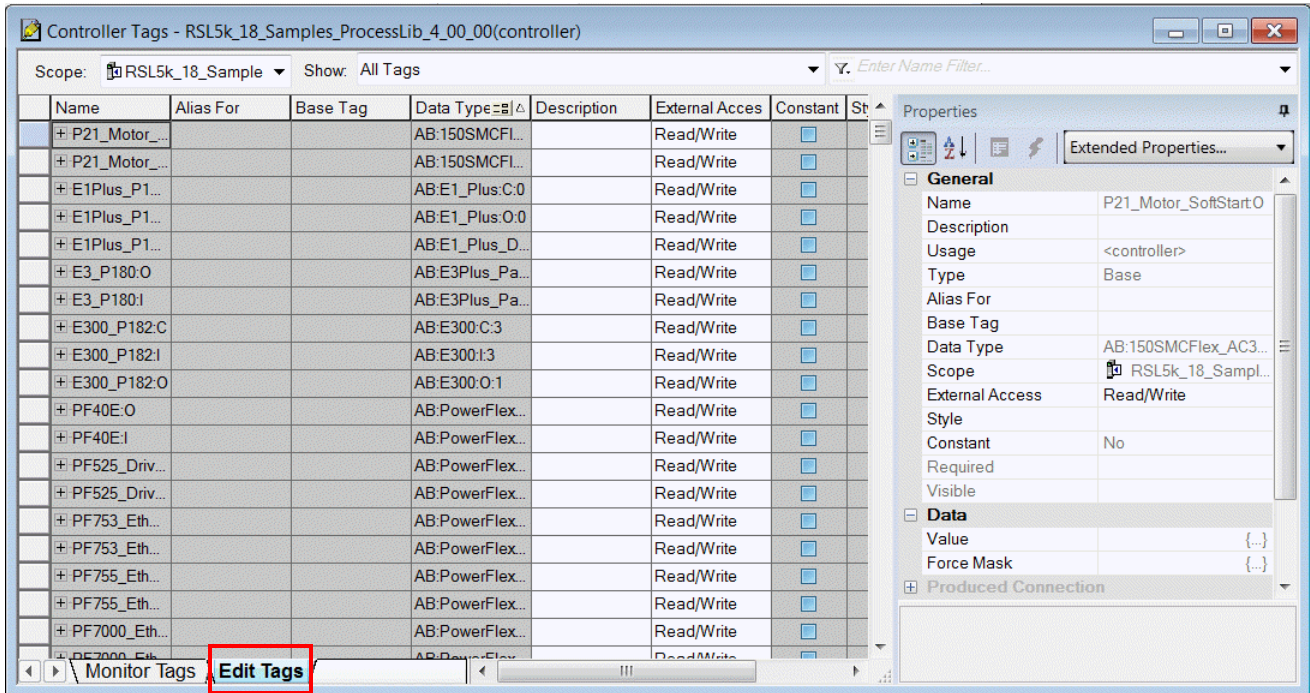 Controller Tags - RSL5k_18_Samples_ProcessLib_4_00_00(controller)
Scope: RSL5k_18_Sample Show: All Tags Enter Name Filter...
Name Alias For Base Tag Data Type Description External Acces Constant Sty
P21_Motor_... AB:150SMCFl... Read/Write
P21_Motor_... AB:150SMCFl... Read/Write
E1Plus_P1... AB:E1_Plus:C:0 Read/Write
E1Plus_P1... AB:E1_Plus:O:0 Read/Write
E1Plus_P1... AB:E1_Plus_D... Read/Write
E3_P180:O AB:E3Plus_Pa... Read/Write
E3_P180:I AB:E3Plus_Pa... Read/Write
E300_P182:C AB:E300:C:3 Read/Write
E300_P182:I AB:E300:I:3 Read/Write
E300_P182:O AB:E300:O:1 Read/Write
PF40E:O AB:PowerFlex... Read/Write
PF40E:I AB:PowerFlex... Read/Write
PF525_Driv... AB:PowerFlex... Read/Write
PF525_Driv... AB:PowerFlex... Read/Write
PF753_Eth... AB:PowerFlex... Read/Write
PF753_Eth... AB:PowerFlex... Read/Write
PF755_Eth... AB:PowerFlex... Read/Write
PF755_Eth... AB:PowerFlex... Read/Write
PF7000_Eth... AB:PowerFlex... Read/Write
PF7000_Eth... AB:PowerFlex... Read/Write
Monitor Tags Edit Tags
Properties
Extended Properties...
General
Name P21_Motor_SoftStart:O
Description
Usage <controller>
Type Base
Alias For
Base Tag
Data Type AB:150SMCFlex_AC3...
Scope RSL5k_18_Sampl...
External Access Read/Write
Style
Constant No
Required
Visible
Data
Value {...}
Force Mask {...}
Produced Connection